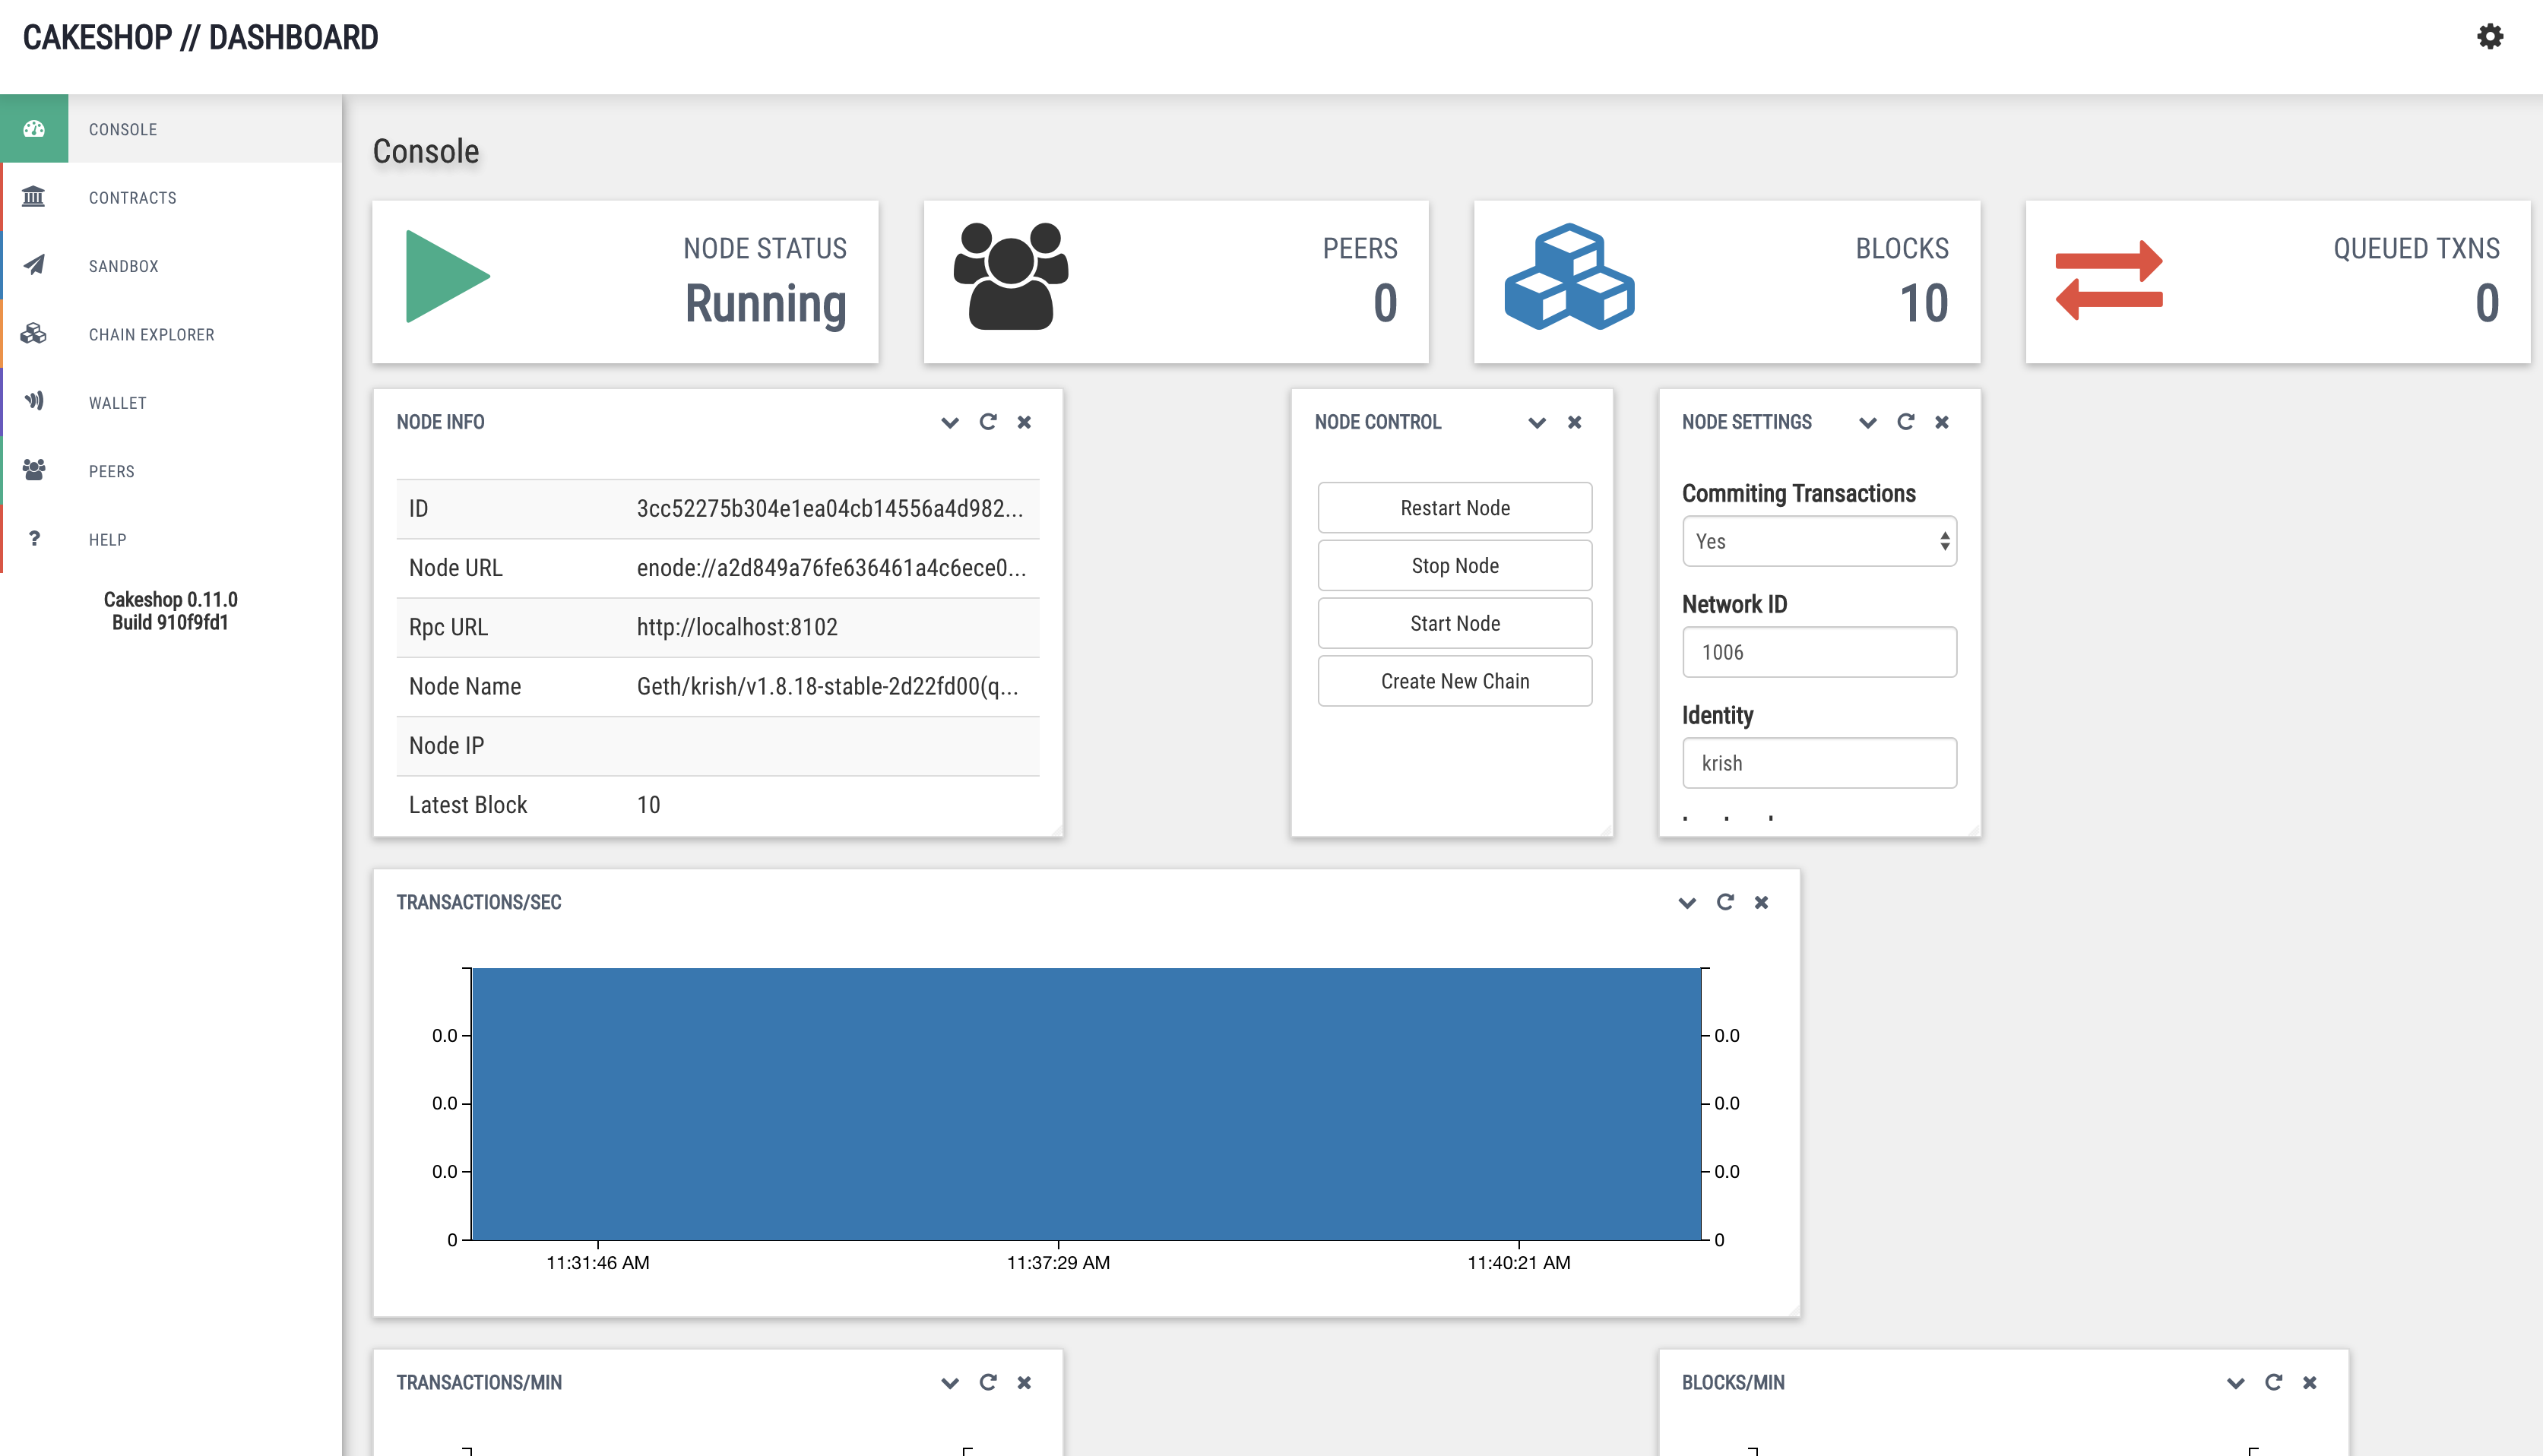 CAKESHOP // DASHBOARD
CONSOLE
CONTRACTS
SANDBOX
CHAIN EXPLORER
WALLET
PEERS
HELP
Cakeshop 0.11.0
Build 910f9fd1
Console
NODE STATUS
Running
PEERS
0
BLOCKS
10
QUEUED TXNS
0
NODE INFO
ID 3cc52275b304e1ea04cb14556a4d982...
Node URL enode://a2d849a76fe636461a4c6ece0...
Rpc URL http://localhost:8102
Node Name Geth/krish/v1.8.18-stable-2d22fd00(q...
Node IP
Latest Block 10
NODE CONTROL
Restart Node
Stop Node
Start Node
Create New Chain
NODE SETTINGS
Commiting Transactions
Yes
Network ID
1006
Identity
krish
TRANSACTIONS/SEC
0.0 0.0
0.0 0.0
0.0 0.0
0 0
11:31:46 AM 11:37:29 AM 11:40:21 AM
TRANSACTIONS/MIN
BLOCKS/MIN